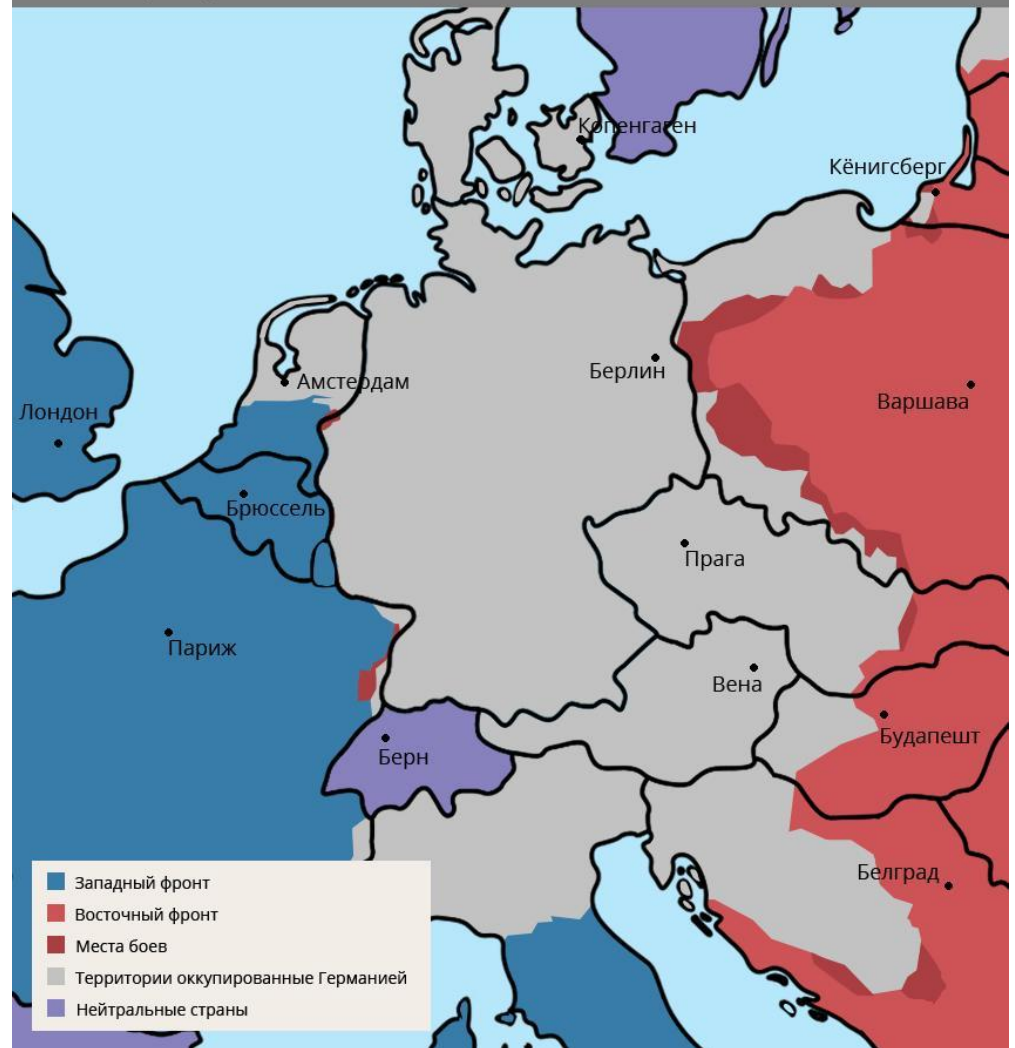 Копенгаген
Кёнигсберг
Берлин
Амстердам
Варшава
Лондон
Брюссель
Прага
Париж
Вена
Будапешт
Берн
Белград
Западный фронт
Восточный фронт
Места боев
Территории оккупированные Германией
Нейтральные страны